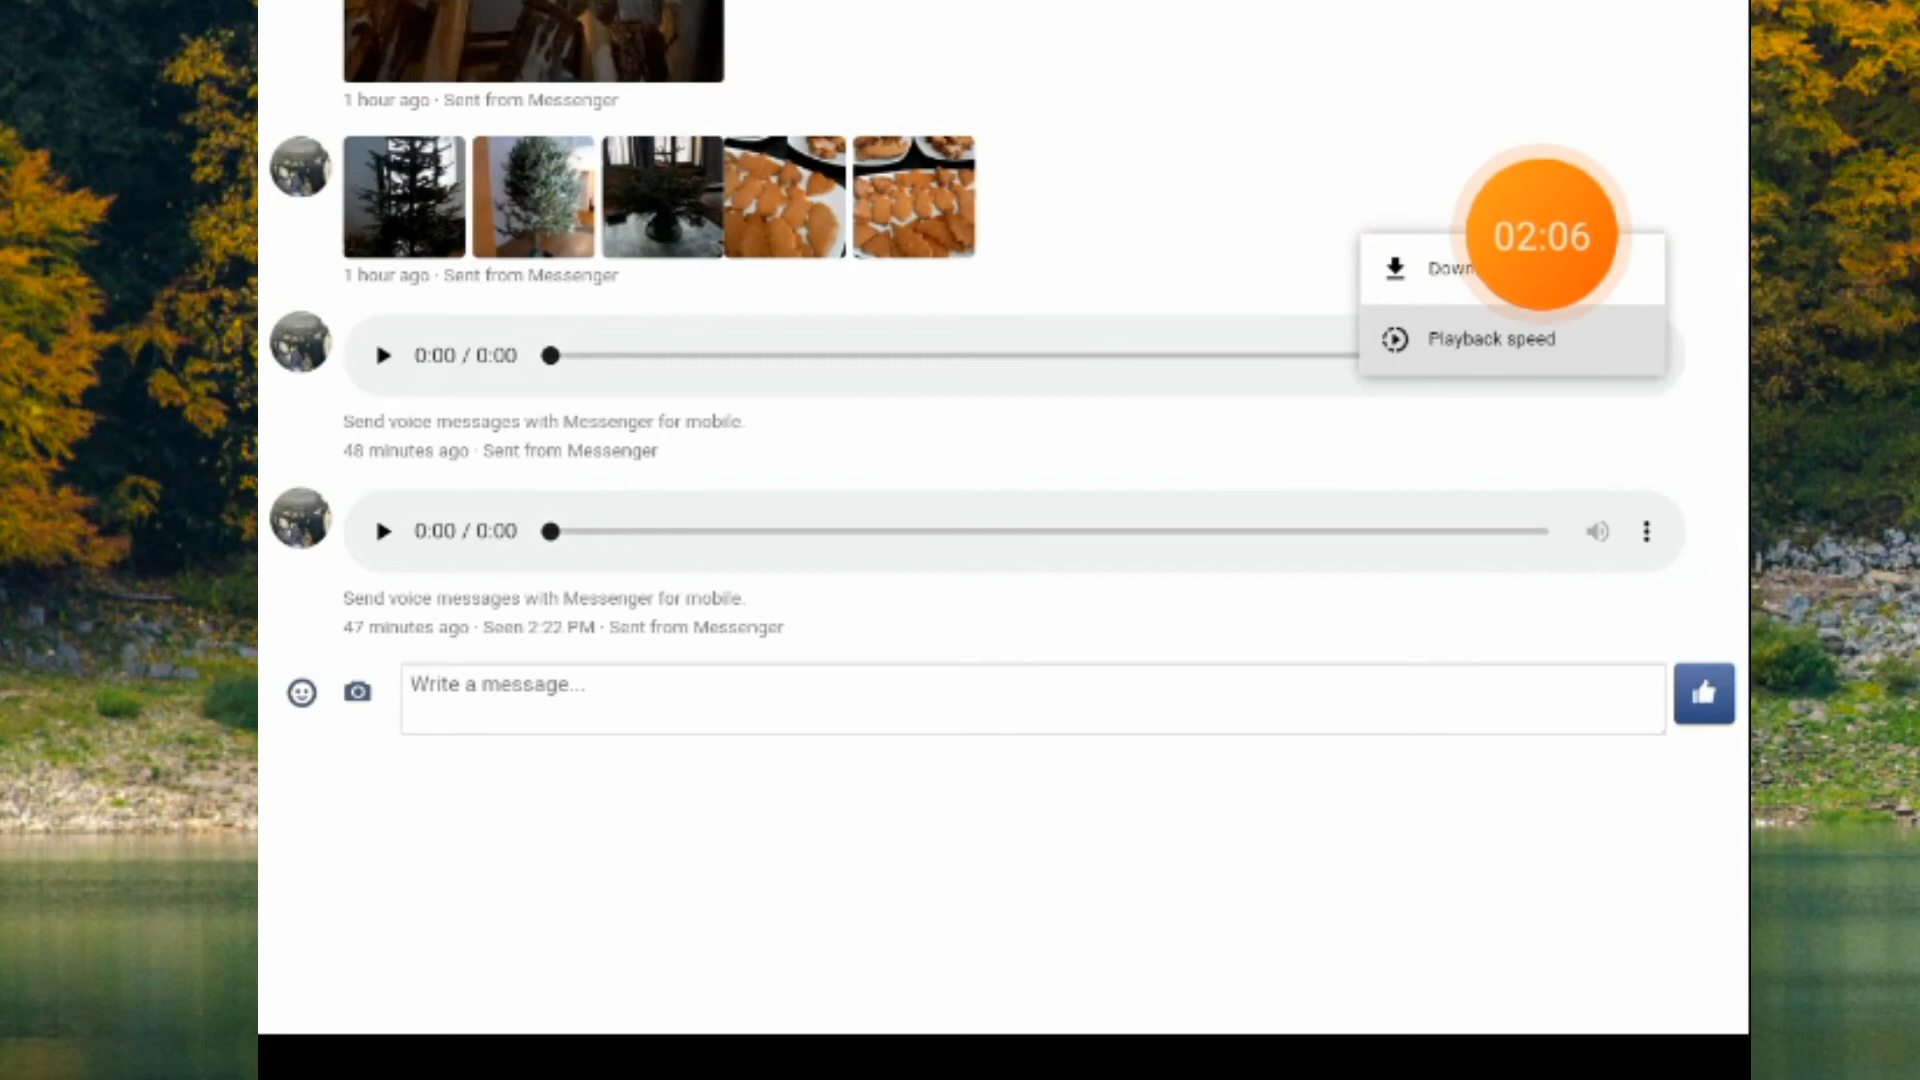 1 hour ago · Sent from Messenger
02:06
1 hour ago · Sent from Messenger
Playback speed
0:00 / 0:00
Send voice messages with Messenger for mobile.
48 minutes ago · Sent from Messenger
0:00 / 0:00
Send voice messages with Messenger for mobile.
47 minutes ago · Seen 2:22 PM · Sent from Messenger
Write a message...